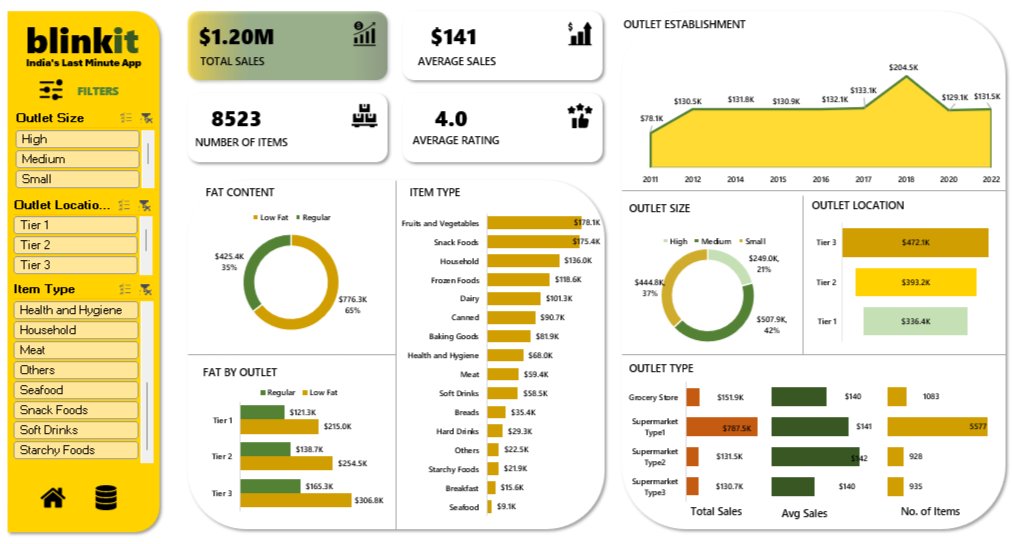 blinkit
India's Last Minute App
FILTERS
Outlet Size
High
Medium
Small
Outlet Locatio...
Tier 1
Tier 2
Tier 3
Item Type
Health and Hygiene
Household
Meat
Others
Seafood
Snack Foods
Soft Drinks
Starchy Foods
$1.20M
TOTAL SALES
$141
AVERAGE SALES
8523
NUMBER OF ITEMS
4.0
AVERAGE RATING
FAT CONTENT
Low Fat Regular
$425.4K
35%
$776.3K
65%
FAT BY OUTLET
Regular Low Fat
Tier 1 $121.3K
$215.0K
Tier 2 $138.7K
$254.5K
Tier 3 $165.3K
$306.8K
ITEM TYPE
Fruits and Vegetables $178.1K
Snack Foods $175.4K
Household $136.0K
Frozen Foods $118.6K
Dairy $101.3K
Canned $90.7K
Baking Goods $81.9K
Health and Hygiene $68.0K
Meat $59.4K
Soft Drinks $58.5K
Breads $35.4K
Hard Drinks $29.3K
Others $22.5K
Starchy Foods $21.9K
Breakfast $15.6K
Seafood $9.1K
OUTLET ESTABLISHMENT
$78.1K $130.5K $131.8K $130.9K $132.1K $133.1K $204.5K $129.1K $131.5K
2011 2012 2014 2015 2016 2017 2018 2020 2022
OUTLET SIZE
High Medium Small
$249.0K,
21%
$444.8K,
37%
$507.9K,
42%
OUTLET LOCATION
Tier 3 $472.1K
Tier 2 $393.2K
Tier 1 $336.4K
OUTLET TYPE
Grocery Store $151.9K $140 1083
Supermarket
Type1 $787.5K $141 5577
Supermarket
Type2 $131.5K $142 928
Supermarket
Type3 $130.7K $140 935
Total Sales Avg Sales No. of Items